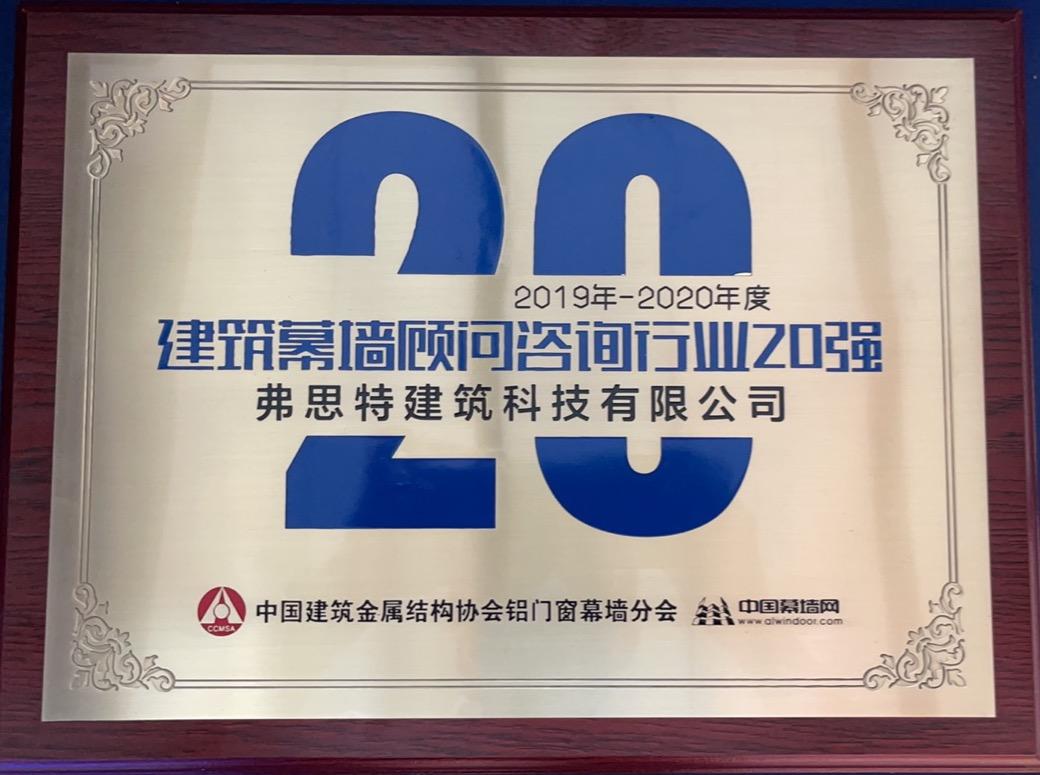 20
2019年-2020年度
建筑幕墙顾问咨询行业20强
弗思特建筑科技有限公司
CCMSA
中国建筑金属结构协会铝门窗幕墙分会
中国幕墙网
www.alwindoor.com